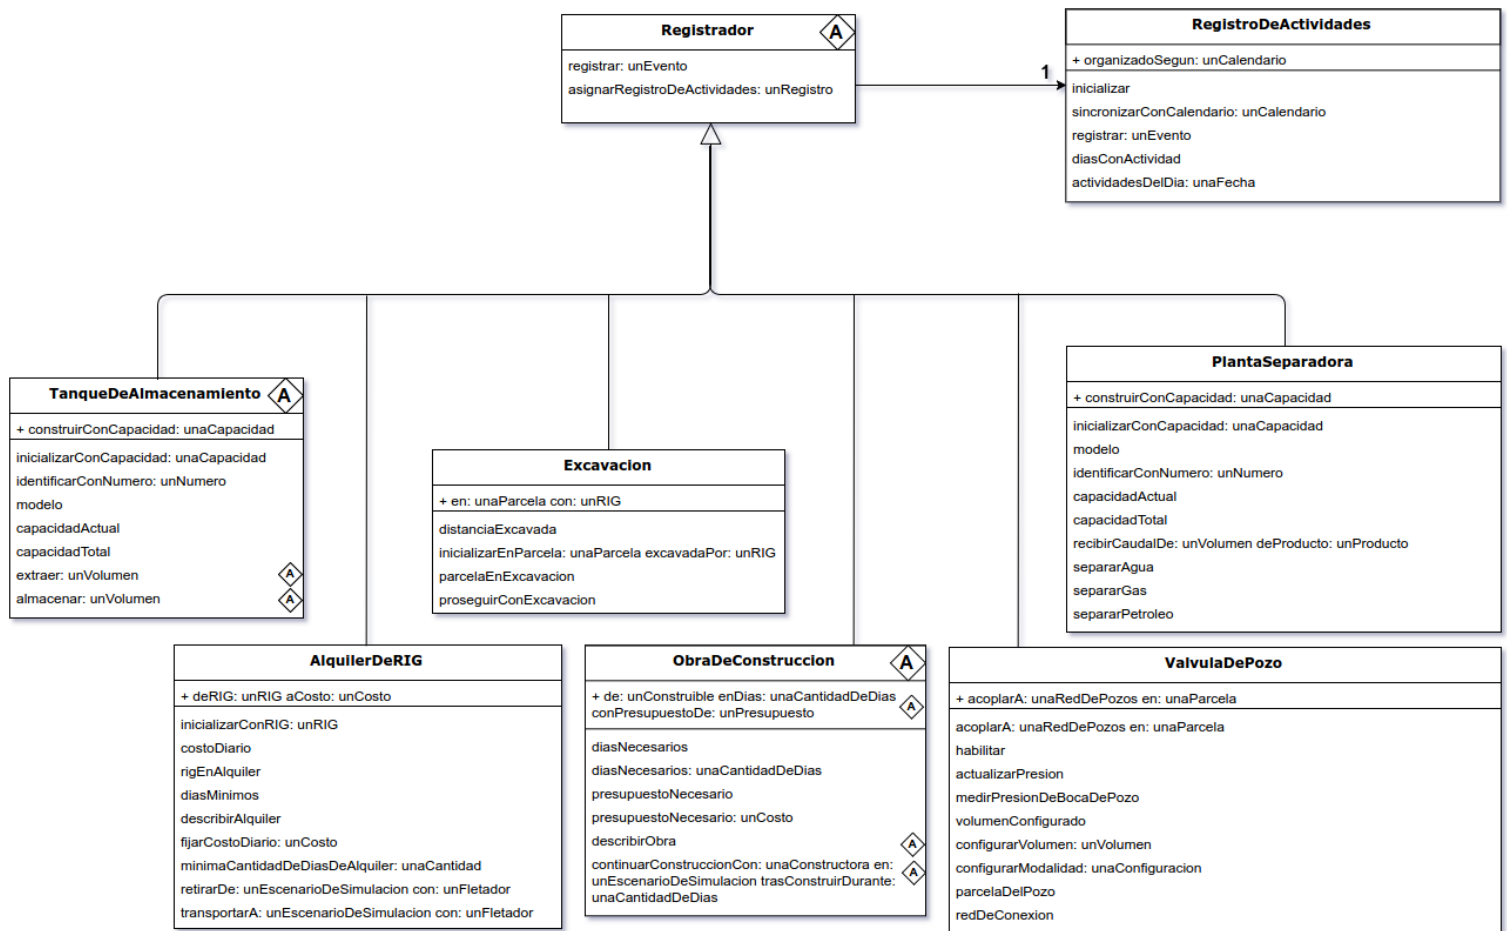 Registrador
A
registrar: unEvento
asignarRegistroDeActividades: unRegistro
1
RegistroDeActividades
+ organizadoSegun: unCalendario
inicializar
sincronizarConCalendario: unCalendario
registrar: unEvento
diasConActividad
actividadesDelDia: unaFecha
TanqueDeAlmacenamiento
A
+ construirConCapacidad: unaCapacidad
inicializarConCapacidad: unaCapacidad
identificarConNumero: unNumero
modelo
capacidadActual
capacidadTotal
extraer: unVolumen
A
almacenar: unVolumen
A
Excavacion
+ en: unaParcela con: unRIG
distanciaExcavada
inicializarEnParcela: unaParcela excavadaPor: unRIG
parcelaEnExcavacion
proseguirConExcavacion
PlantaSeparadora
+ construirConCapacidad: unaCapacidad
inicializarConCapacidad: unaCapacidad
modelo
identificarConNumero: unNumero
capacidadActual
capacidadTotal
recibirCaudalDe: unVolumen deProducto: unProducto
separarAgua
separarGas
separarPetroleo
AlquilerDeRIG
+ deRIG: unRIG aCosto: unCosto
inicializarConRIG: unRIG
costoDiario
rigEnAlquiler
diasMinimos
describirAlquiler
fijarCostoDiario: unCosto
minimaCantidadDeDiasDeAlquiler: unaCantidad
retirarDe: unEscenarioDeSimulacion con: unFletador
transportarA: unEscenarioDeSimulacion con: unFletador
ObraDeConstruccion
A
+ de: unConstruible enDias: unaCantidadDeDias
conPresupuestoDe: unPresupuesto
A
diasNecesarios
diasNecesarios: unaCantidadDeDias
presupuestoNecesario
presupuestoNecesario: unCosto
describirObra
A
continuarConstruccionCon: unaConstructora en:
unEscenarioDeSimulacion trasConstruirDurante:
unaCantidadDeDias
A
ValvulaDePozo
+ acoplarA: unaRedDePozos en: unaParcela
acoplarA: unaRedDePozos en: unaParcela
habilitar
actualizarPresion
medirPresionDeBocaDePozo
volumenConfigurado
configurarVolumen: unVolumen
configurarModalidad: unaConfiguracion
parcelaDelPozo
redDeConexion